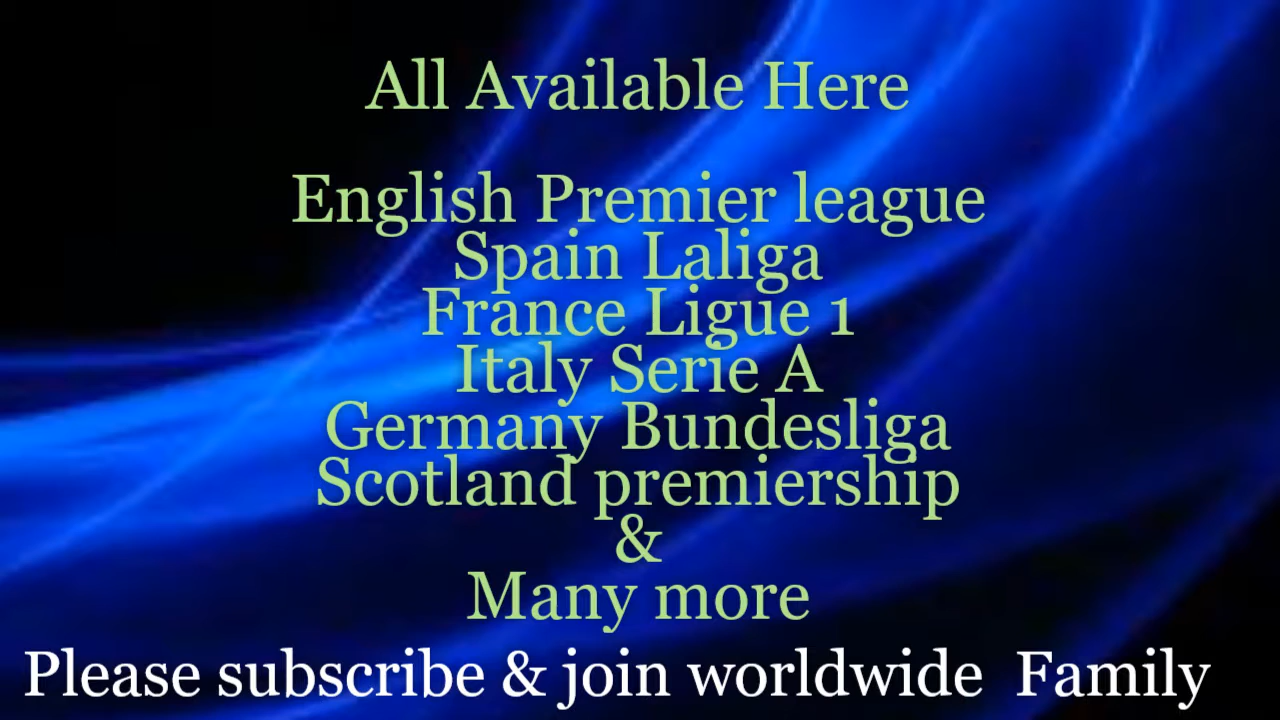 All Available Here
English Premier league
Spain Laliga
France Ligue 1
Italy Serie A
Germany Bundesliga
Scotland premiership
&
Many more
Please subscribe & join worldwide Family